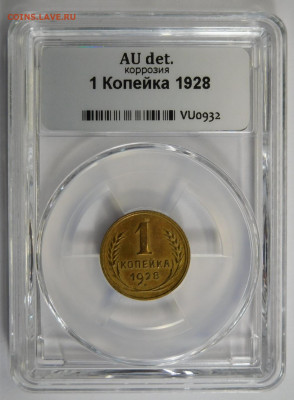 COINS.LAVE.RU
AU det.
коррозия
1 Копейка 1928
VU0932
1
КОПЕЙКА
1928